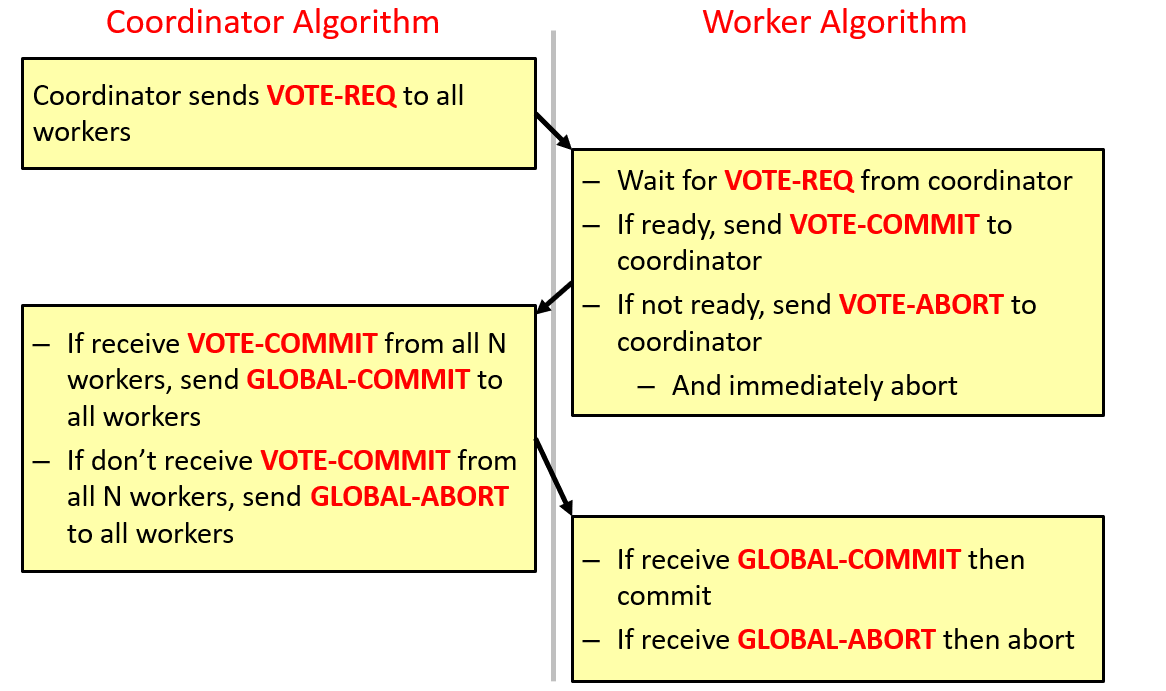 Coordinator Algorithm
Worker Algorithm
Coordinator sends VOTE-REQ to all
workers
– Wait for VOTE-REQ from coordinator
– If ready, send VOTE-COMMIT to
coordinator
– If not ready, send VOTE-ABORT to
coordinator
– And immediately abort
– If receive VOTE-COMMIT from all N
workers, send GLOBAL-COMMIT to
all workers
– If don’t receive VOTE-COMMIT from
all N workers, send GLOBAL-ABORT
to all workers
– If receive GLOBAL-COMMIT then
commit
– If receive GLOBAL-ABORT then abort